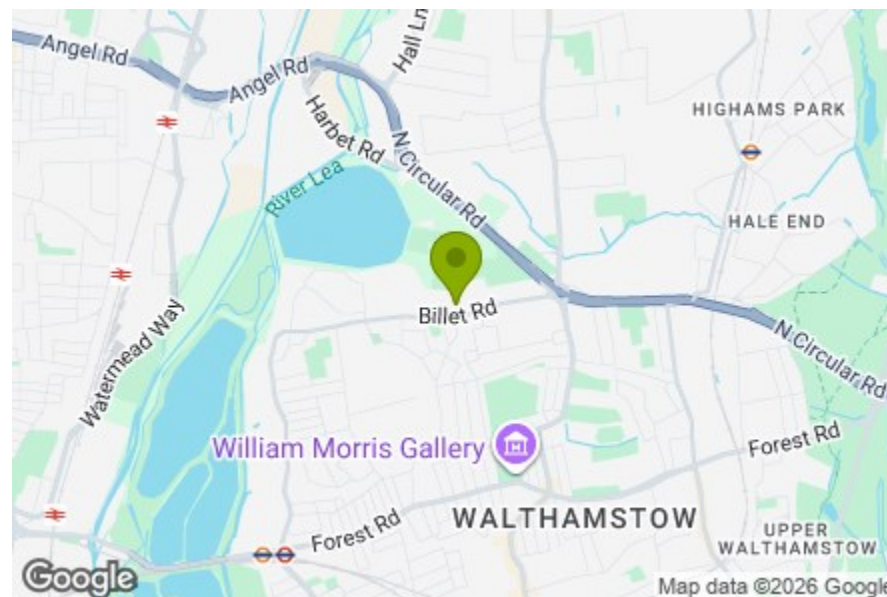 Angel Rd
Angel Rd
Hall Ln
Harbet Rd
N Circular Rd
HIGHAMS PARK
River Lea
HALE END
Billet Rd
Watermead Way
N Circular Rd
William Morris Gallery
Forest Rd
WALTHAMSTOW
Forest Rd
UPPER
WALTHAMSTOW
Google
Map data ©2026 Google